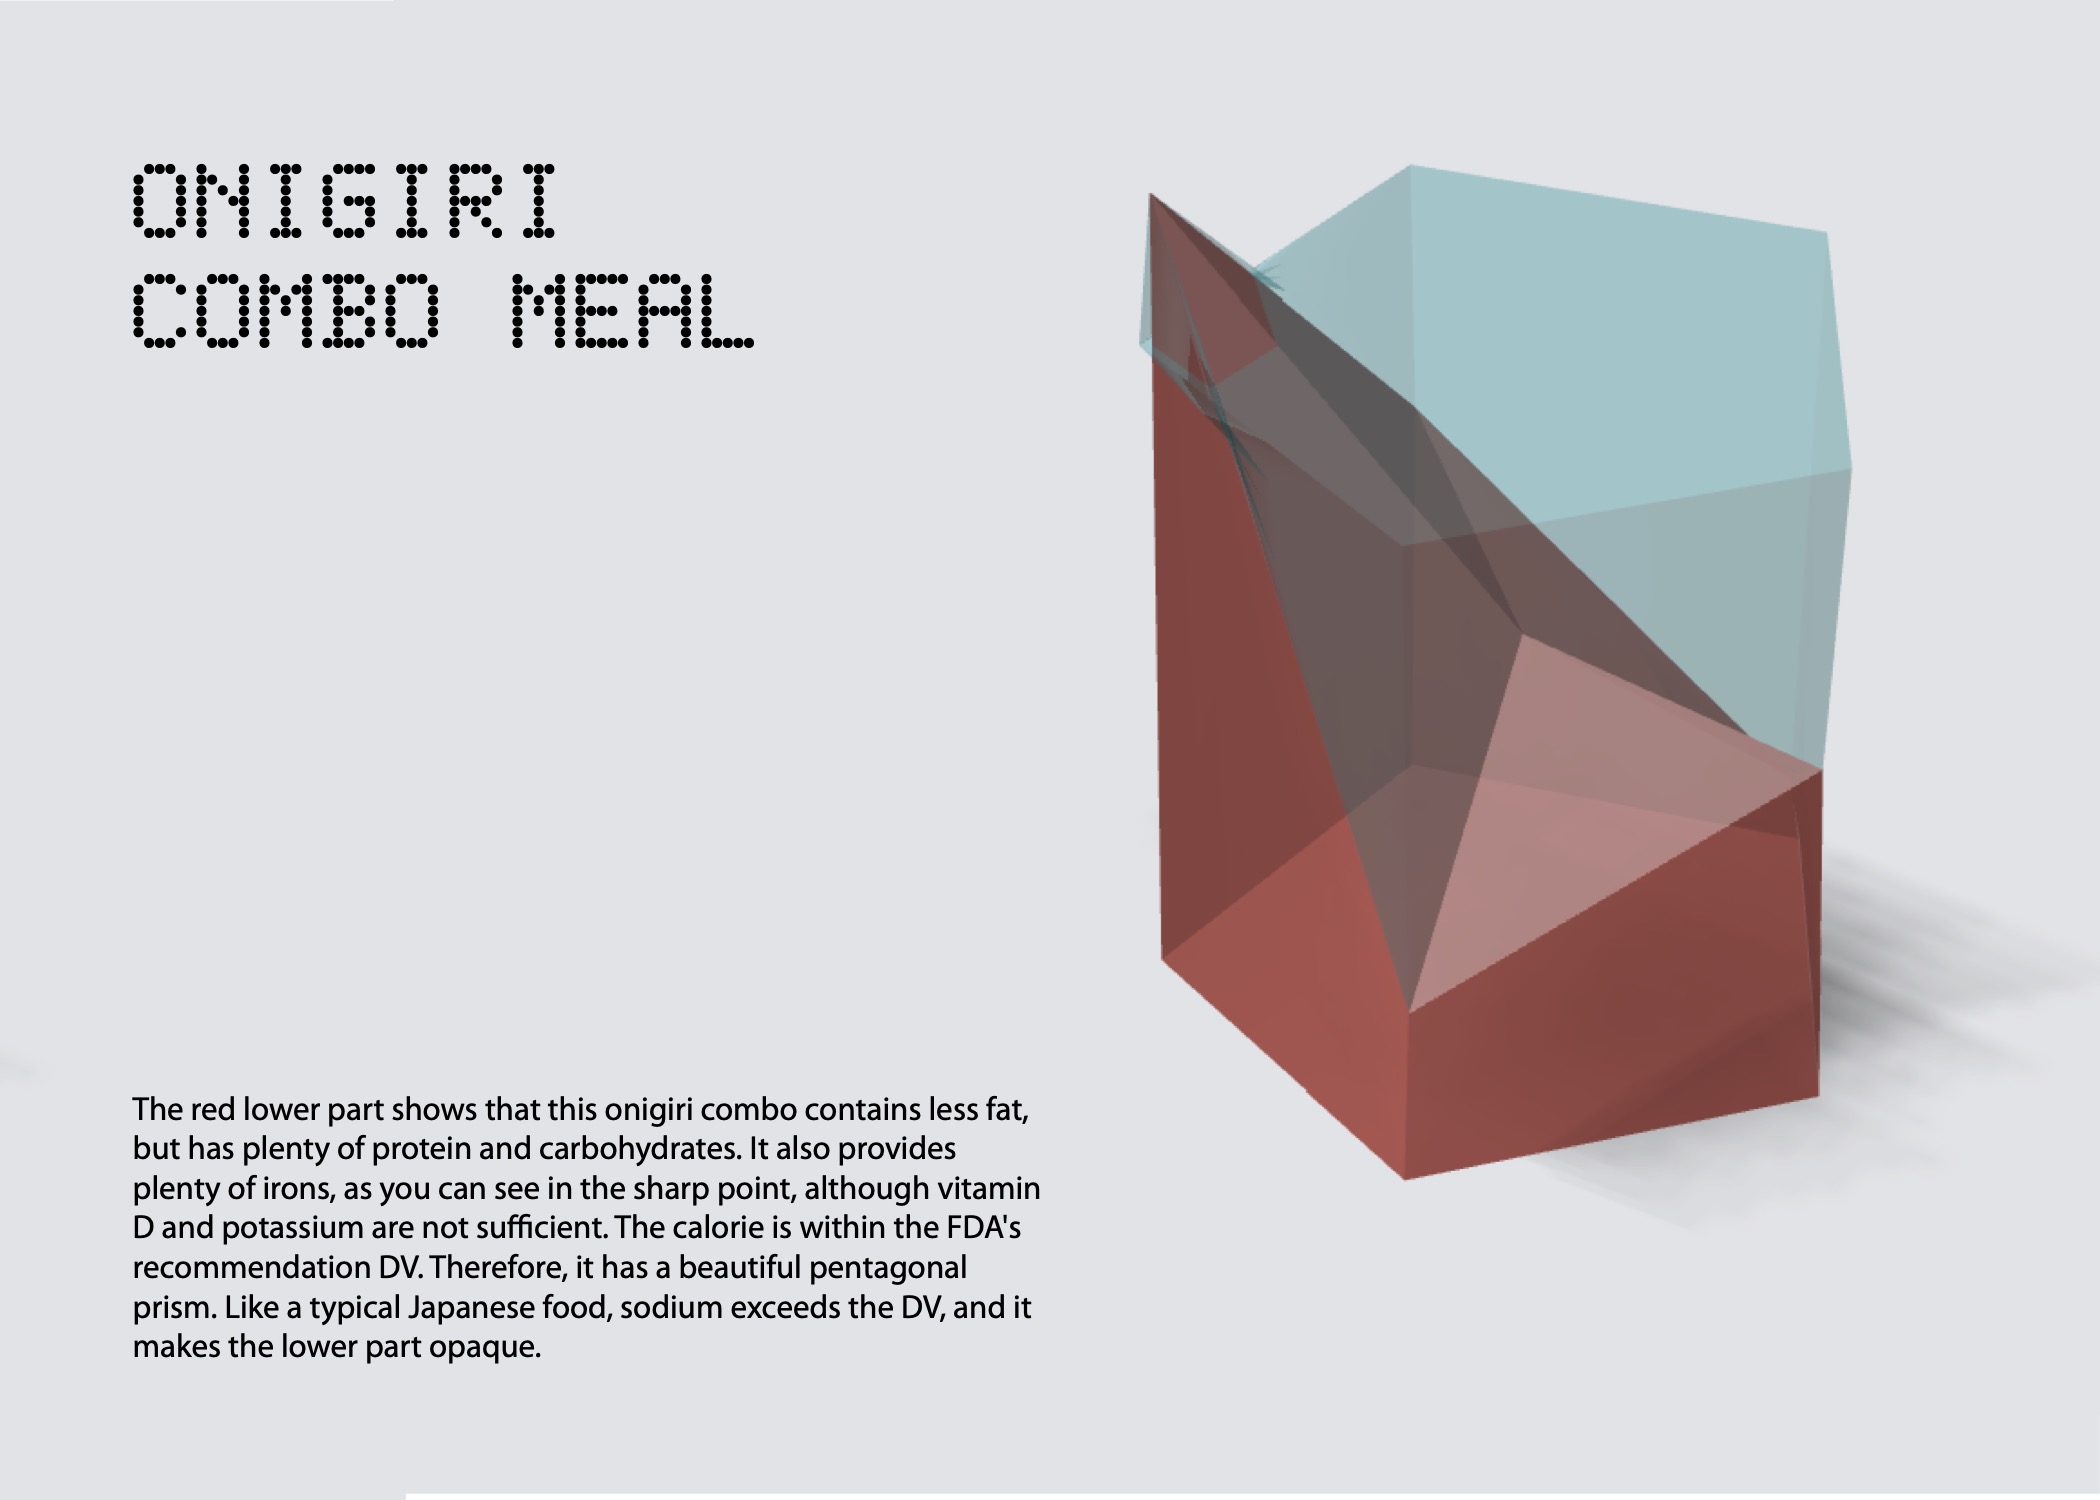 ONIGIRI
COMBO MEAL
The red lower part shows that this onigiri combo contains less fat,
but has plenty of protein and carbohydrates. It also provides
plenty of irons, as you can see in the sharp point, although vitamin
D and potassium are not sufficient. The calorie is within the FDA's
recommendation DV. Therefore, it has a beautiful pentagonal
prism. Like a typical Japanese food, sodium exceeds the DV, and it
makes the lower part opaque.